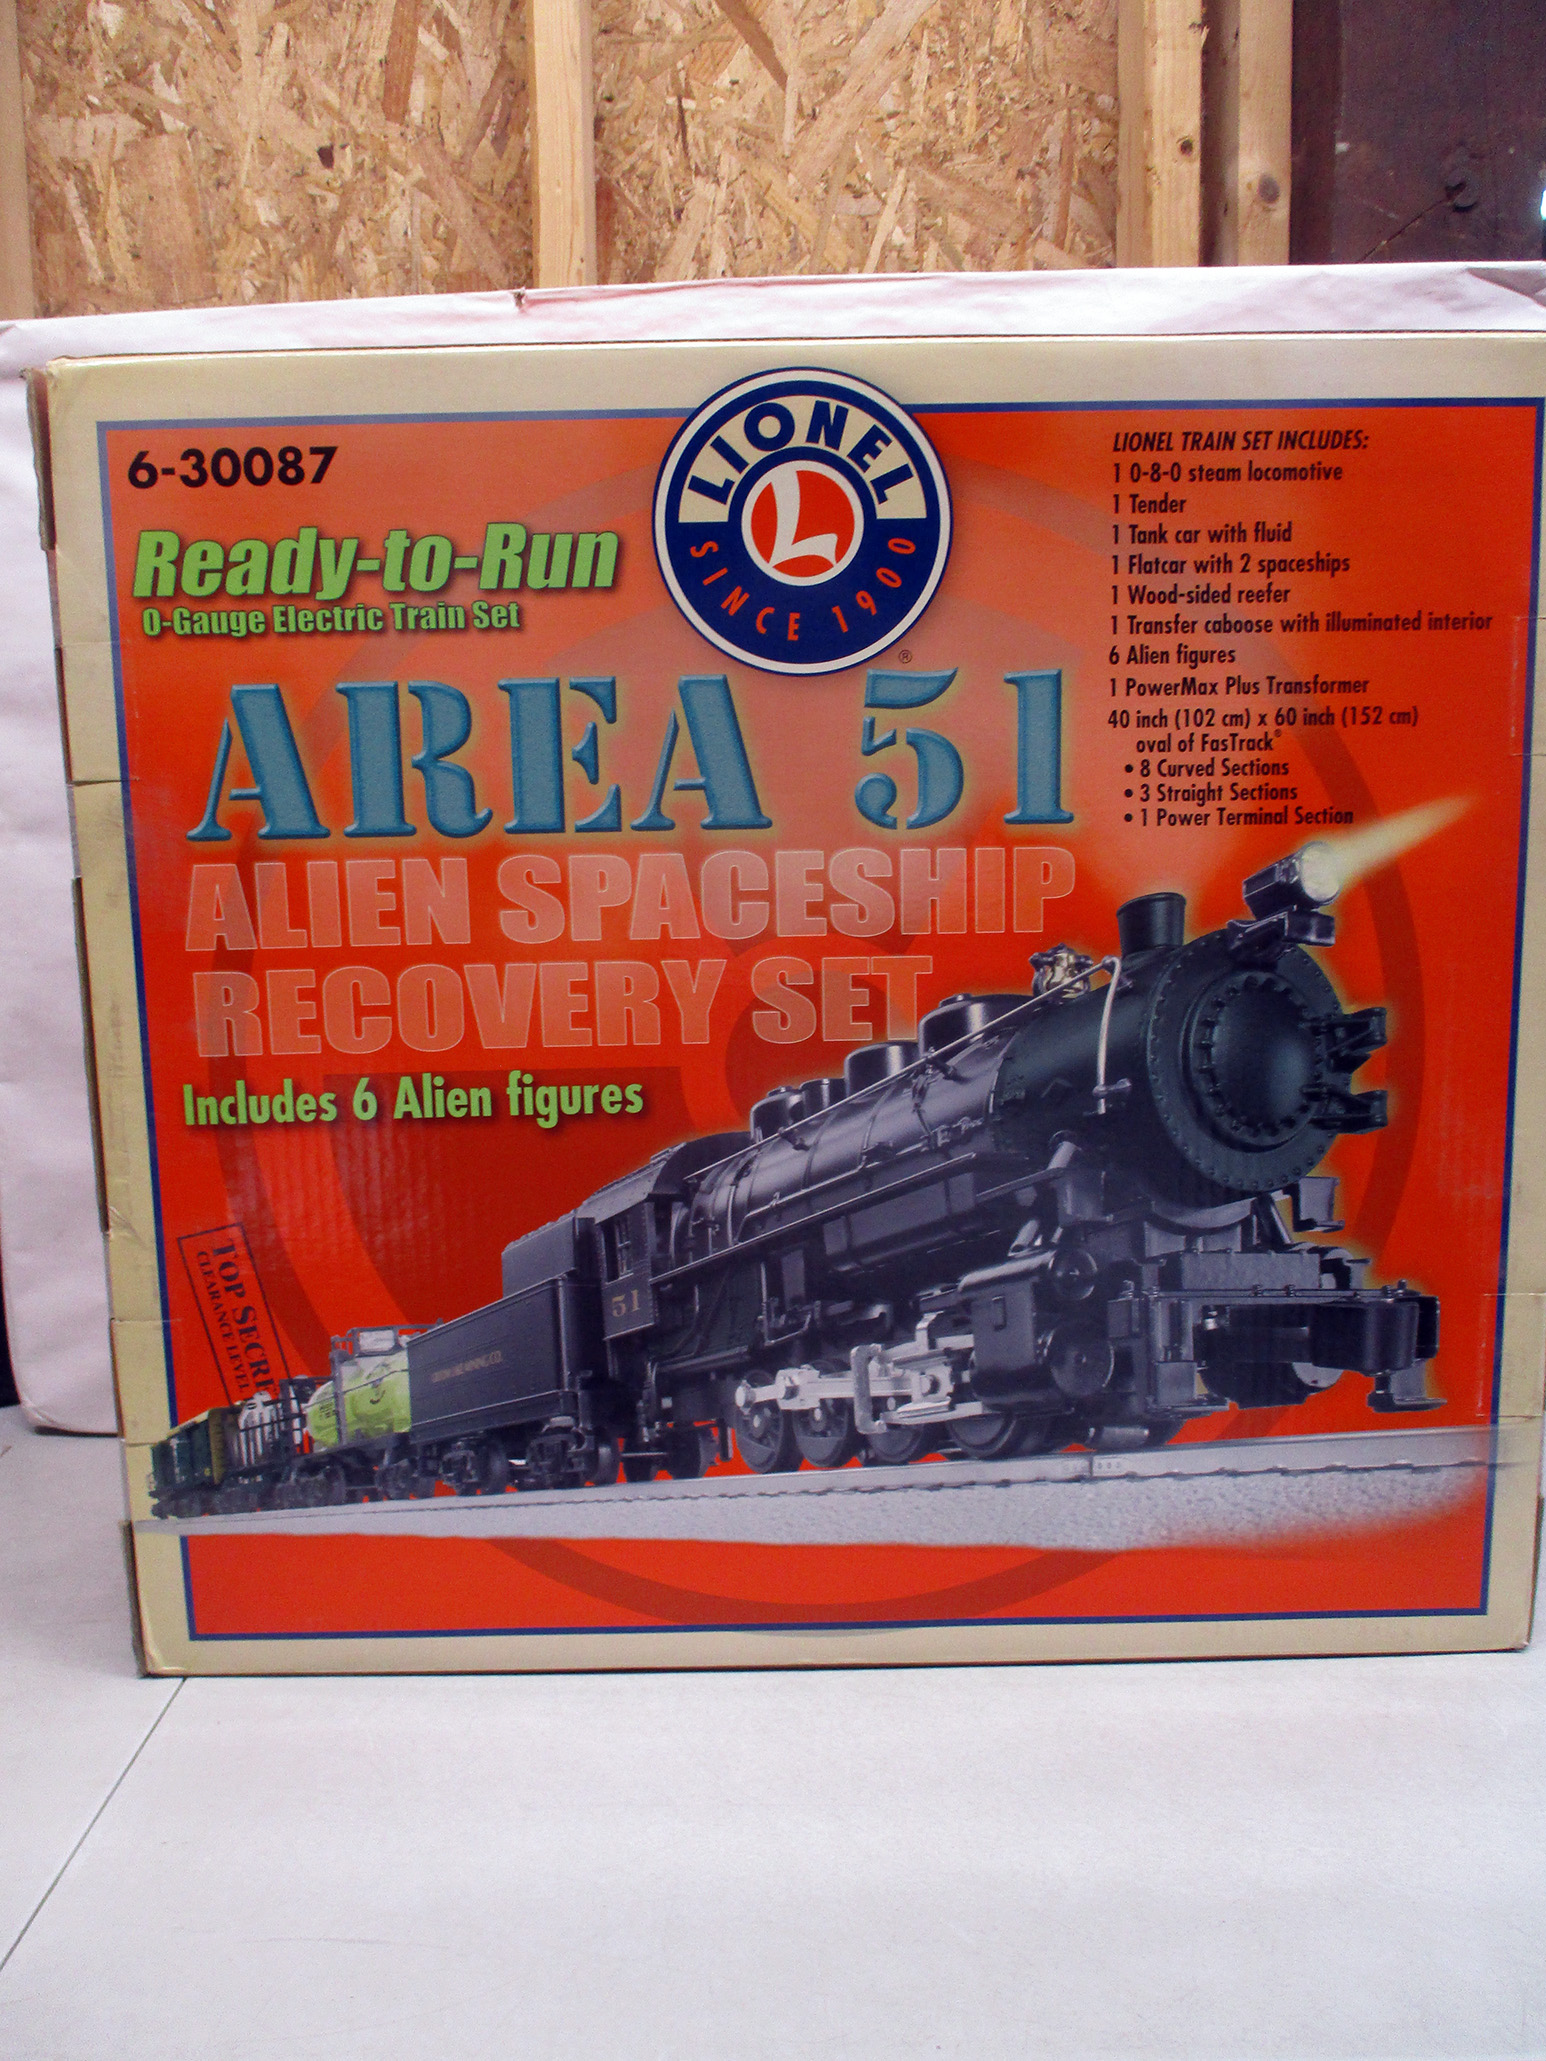 6-30087
LIONEL
L
SINCE 1900
®
Ready-to-Run
O-Gauge Electric Train Set
AREA 51
ALIEN SPACESHIP
RECOVERY SET
Includes 6 Alien figures
LIONEL TRAIN SET INCLUDES:
1 0-8-0 steam locomotive
1 Tender
1 Tank car with fluid
1 Flatcar with 2 spaceships
1 Wood-sided reefer
1 Transfer caboose with illuminated interior
6 Alien figures
1 PowerMax Plus Transformer
40 inch (102 cm) x 60 inch (152 cm)
oval of FasTrack®
• 8 Curved Sections
• 3 Straight Sections
• 1 Power Terminal Section
TOP SECRE
CLEARANCE LEVEL
51
MINING CO.